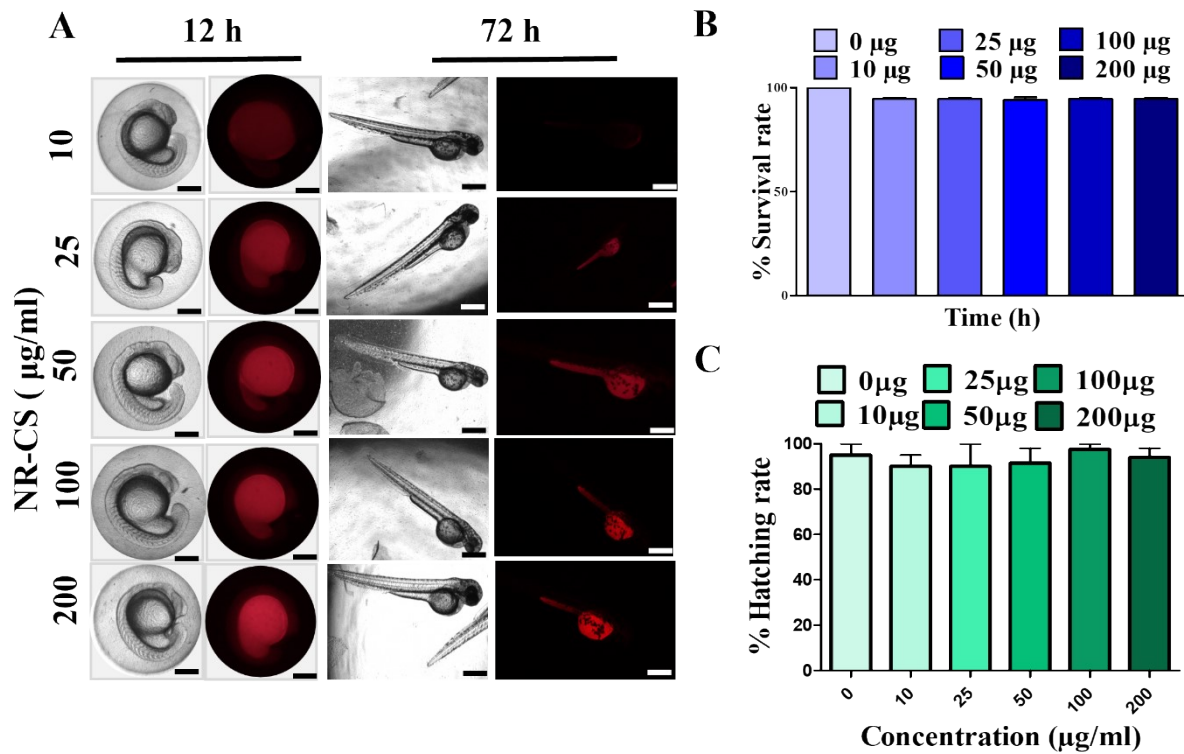 A
12 h
72 h
NR-CS ( µg/ml)
10
25
50
100
200
B
0 µg
25 µg
100 µg
10 µg
50 µg
200 µg
% Survival rate
100
50
0
Time (h)
C
0µg
25µg
100µg
10µg
50µg
200µg
% Hatching rate
100
80
60
40
20
0
0
10
25
50
100
200
Concentration (µg/ml)